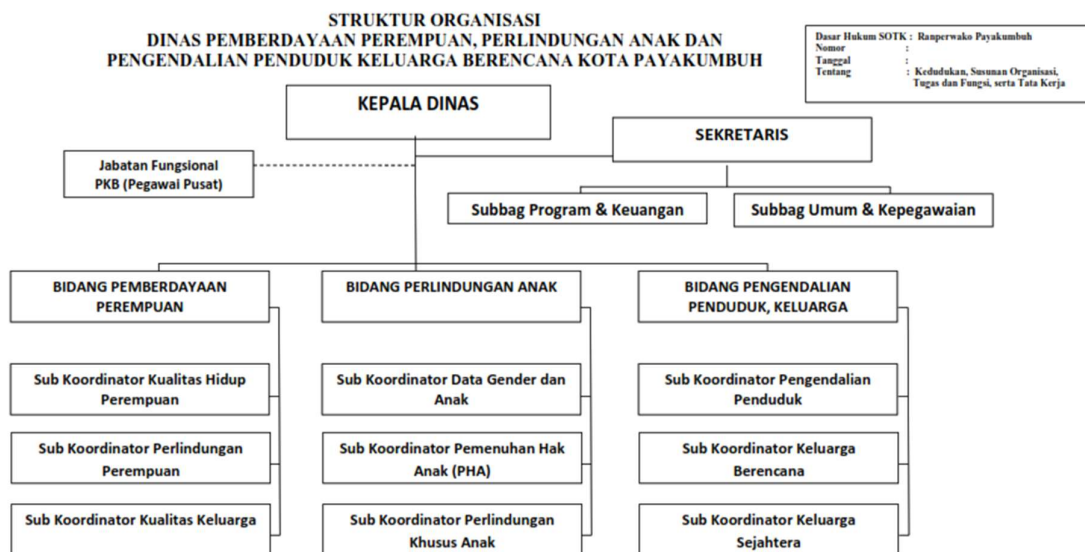 STRUKTUR ORGANISASI
DINAS PEMBERDAYAAN PEREMPUAN, PERLINDUNGAN ANAK DAN
PENGENDALIAN PENDUDUK KELUARGA BERENCANA KOTA PAYAKUMBUH
Dasar Hukum SOTK : Ranperwako Payakumbuh
Nomor :
Tanggal :
Tentang : Kedudukan, Susunan Organisasi,
Tugas dan Fungsi, serta Tata Kerja
KEPALA DINAS
SEKRETARIS
Jabatan Fungsional
PKB (Pegawai Pusat)
Subbag Program & Keuangan
Subbag Umum & Kepegawaian
BIDANG PEMBERDAYAAN
PEREMPUAN
BIDANG PERLINDUNGAN ANAK
BIDANG PENGENDALIAN
PENDUDUK, KELUARGA
Sub Koordinator Kualitas Hidup
Perempuan
Sub Koordinator Data Gender dan
Anak
Sub Koordinator Pengendalian
Penduduk
Sub Koordinator Perlindungan
Perempuan
Sub Koordinator Pemenuhan Hak
Anak (PHA)
Sub Koordinator Keluarga
Berencana
Sub Koordinator Kualitas Keluarga
Sub Koordinator Perlindungan
Khusus Anak
Sub Koordinator Keluarga
Sejahtera